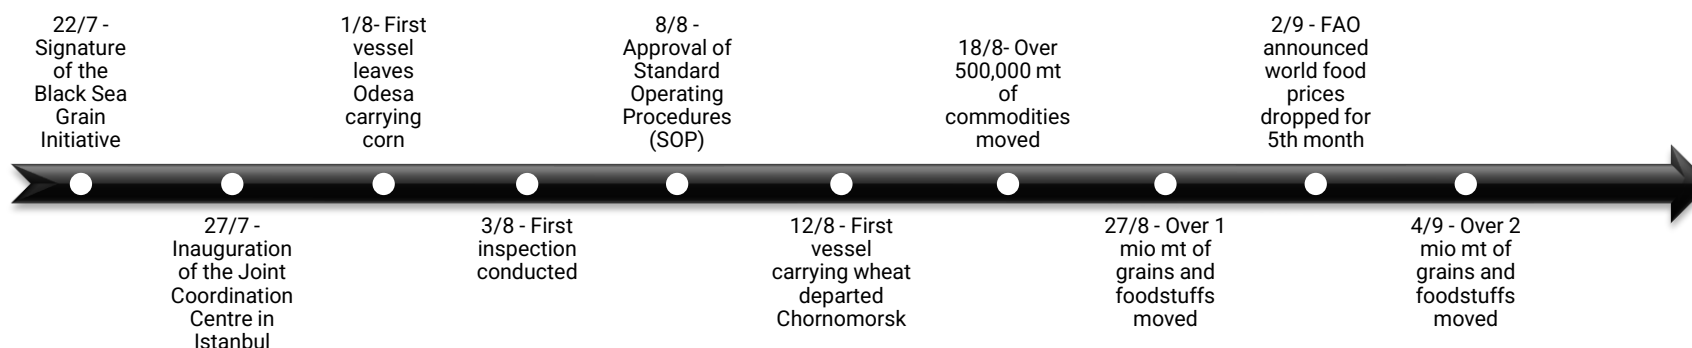 22/7 -
Signature
of the
Black Sea
Grain
Initiative
27/7 -
Inauguration
of the Joint
Coordination
Centre in
Istanbul
1/8- First
vessel
leaves
Odesa
carrying
corn
3/8 - First
inspection
conducted
8/8 -
Approval of
Standard
Operating
Procedures
(SOP)
12/8 - First
vessel
carrying wheat
departed
Chornomorsk
18/8- Over
500,000 mt
of
commodities
moved
27/8 - Over 1
mio mt of
grains and
foodstuffs
moved
2/9 - FAO
announced
world food
prices
dropped for
5th month
4/9 - Over 2
mio mt of
grains and
foodstuffs
moved